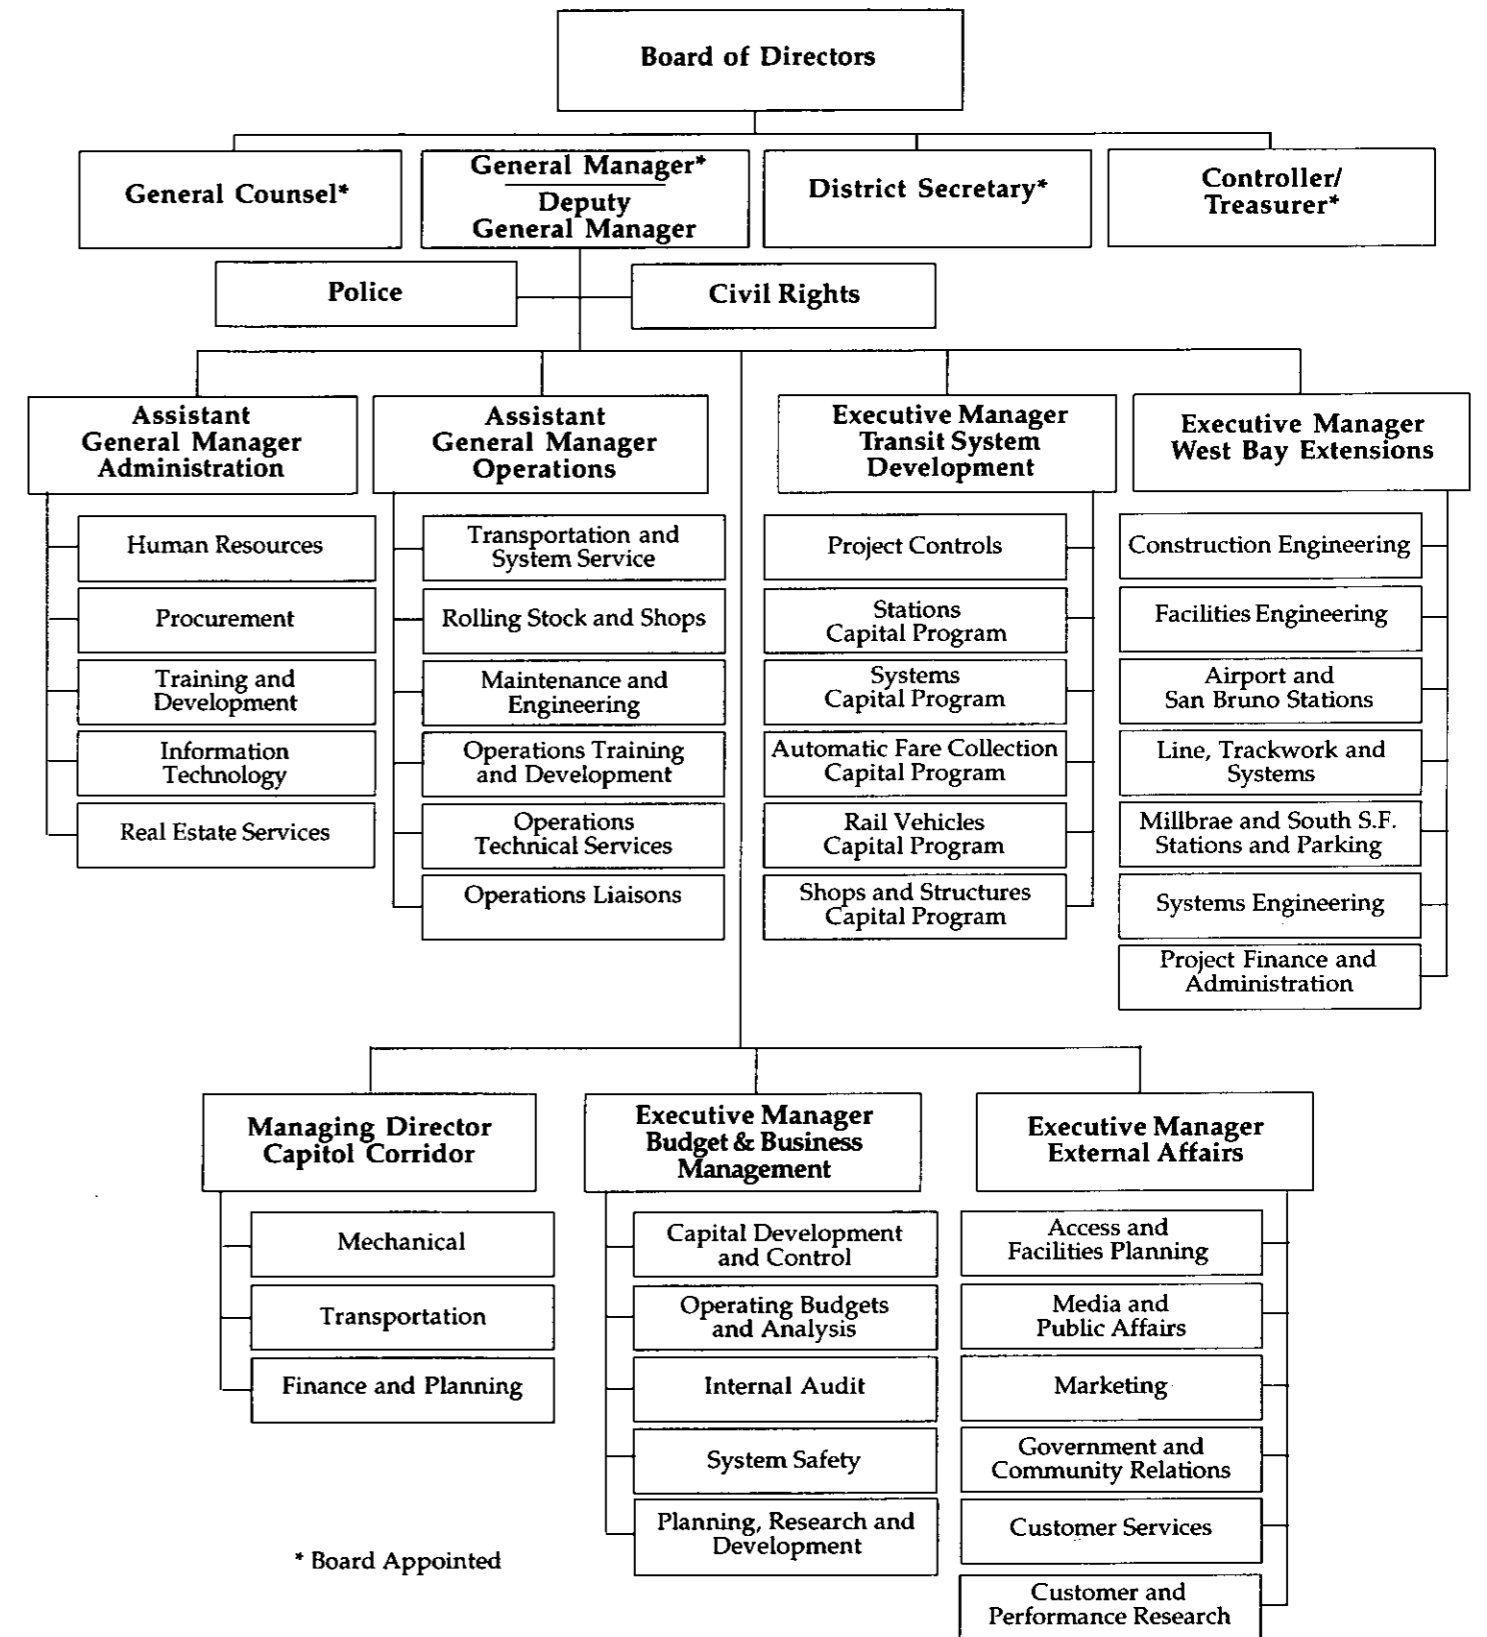 Board of Directors
General Counsel*
General Manager*
Deputy
General Manager
District Secretary*
Controller/
Treasurer*
Police
Civil Rights
Assistant
General Manager
Administration
Human Resources
Procurement
Training and
Development
Information
Technology
Real Estate Services
Assistant
General Manager
Operations
Transportation and
System Service
Rolling Stock and Shops
Maintenance and
Engineering
Operations Training
and Development
Operations
Technical Services
Operations Liaisons
Executive Manager
Transit System
Development
Project Controls
Stations
Capital Program
Systems
Capital Program
Automatic Fare Collection
Capital Program
Rail Vehicles
Capital Program
Shops and Structures
Capital Program
Executive Manager
West Bay Extensions
Construction Engineering
Facilities Engineering
Airport and
San Bruno Stations
Line, Trackwork and
Systems
Millbrae and South S.F.
Stations and Parking
Systems Engineering
Project Finance and
Administration
Managing Director
Capitol Corridor
Mechanical
Transportation
Finance and Planning
Executive Manager
Budget & Business
Management
Capital Development
and Control
Operating Budgets
and Analysis
Internal Audit
System Safety
Planning, Research and
Development
Executive Manager
External Affairs
Access and
Facilities Planning
Media and
Public Affairs
Marketing
Government and
Community Relations
Customer Services
Customer and
Performance Research
* Board Appointed